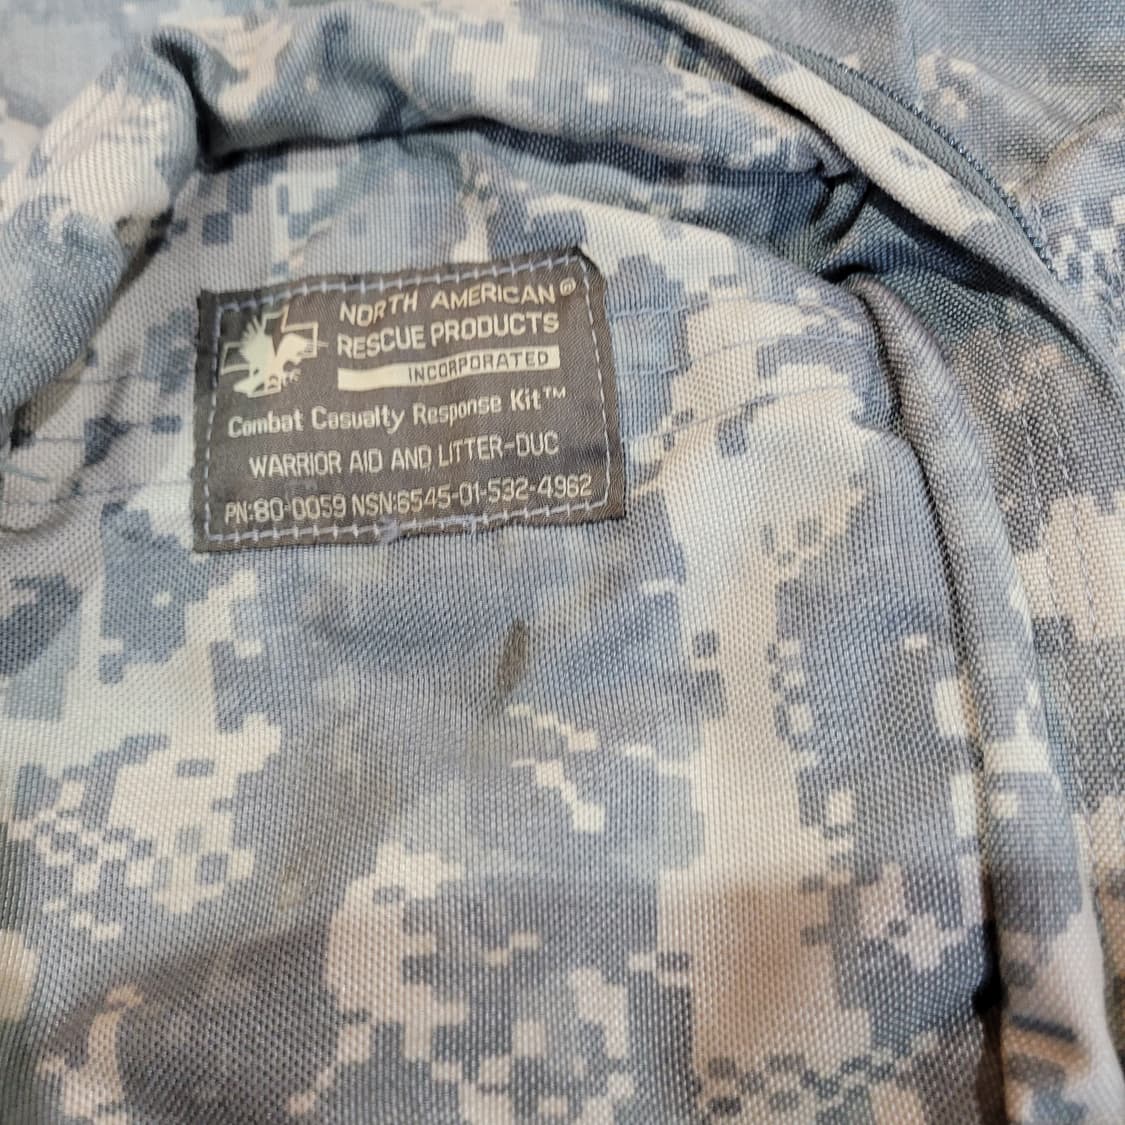 NORTH AMERICAN®
RESCUE PRODUCTS
INCORPORATED
Combat Casualty Response Kit™
WARRIOR AID AND LITTER-DUC
PN:80-0059 NSN:6545-01-532-4962